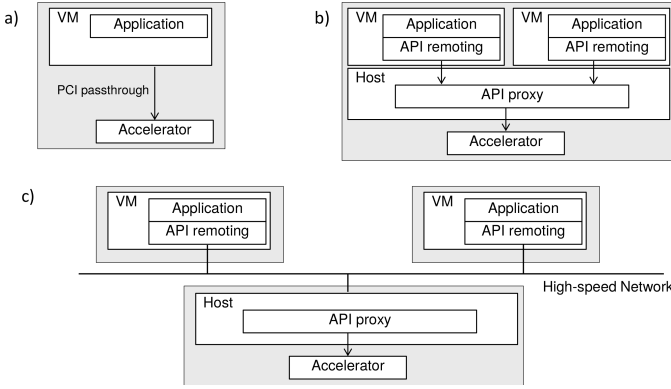 a)
VM
Application
PCI passthrough
Accelerator
b)
VM
Application
API remoting
VM
Application
API remoting
Host
API proxy
Accelerator
c)
VM
Application
API remoting
VM
Application
API remoting
High-speed Network
Host
API proxy
Accelerator